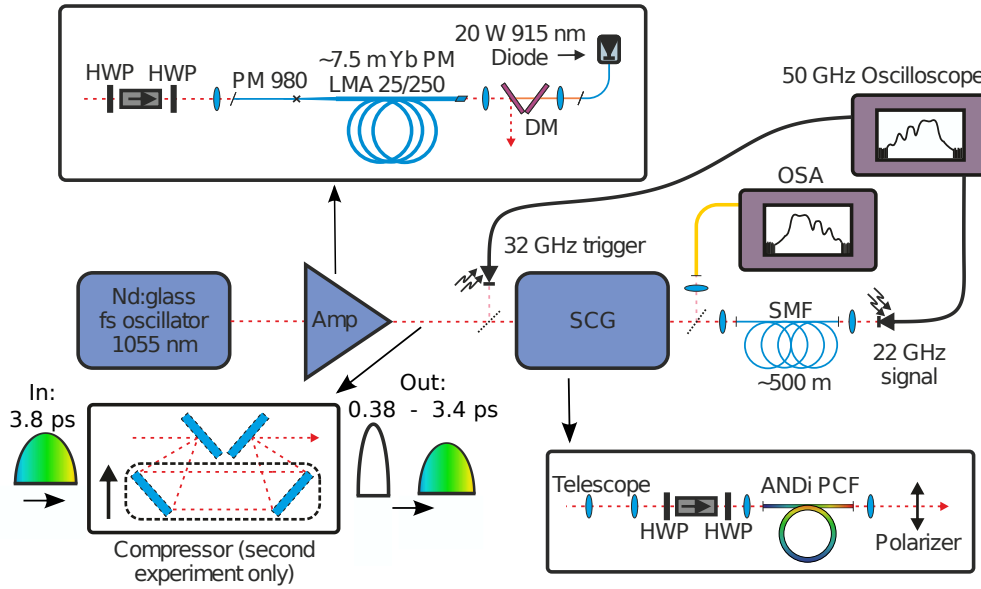 20 W 915 nm
Diode
~7.5 m Yb PM
LMA 25/250
HWP
HWP
PM 980
DM
50 GHz Oscilloscope
OSA
32 GHz trigger
Nd:glass
fs oscillator
1055 nm
Amp
SCG
SMF
~500 m
22 GHz
signal
In:
3.8 ps
Out:
0.38 - 3.4 ps
Compressor (second
experiment only)
Telescope
HWP
HWP
ANDi PCF
Polarizer